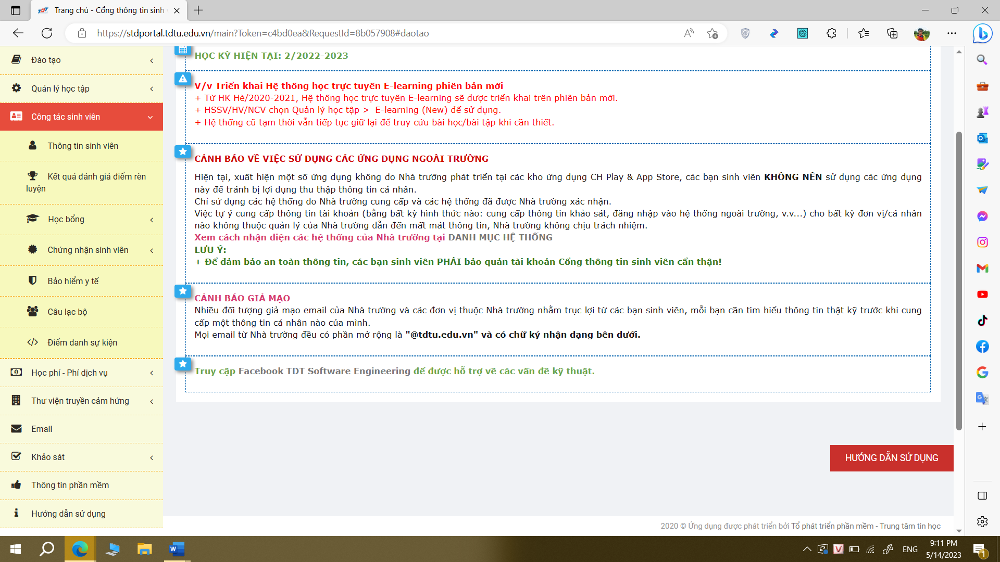 Trang chủ - Cổng thông tin sinh
https://stdportal.tdtu.edu.vn/main?Token=c4bd0ea&RequestId=8b057908#daotao
Đào tạo
Quản lý học tập
Công tác sinh viên
Thông tin sinh viên
Kết quả đánh giá điểm rèn
luyện
Học bổng
Chứng nhận sinh viên
Bảo hiểm y tế
Câu lạc bộ
Điểm danh sự kiện
Học phí - Phí dịch vụ
Thư viện truyền cảm hứng
Email
Khảo sát
Thông tin phần mềm
Hướng dẫn sử dụng
HỌC KỲ HIỆN TẠI: 2/2022-2023
V/v Triển khai Hệ thống học trực tuyến E-learning phiên bản mới
+ Từ HK Hè/2020-2021, Hệ thống học trực tuyến E-learning sẽ được triển khai trên phiên bản mới.
+ HSSV/HV/NCV chọn Quản lý học tập > E-learning (New) để sử dụng.
+ Hệ thống cũ tạm thời vẫn tiếp tục giữ lại để truy cứu bài học/bài tập khi cần thiết.
CẢNH BÁO VỀ VIỆC SỬ DỤNG CÁC ỨNG DỤNG NGOÀI TRƯỜNG
Hiện tại, xuất hiện một số ứng dụng không do Nhà trường phát triển tại các kho ứng dụng CH Play & App Store, các bạn sinh viên KHÔNG NÊN sử dụng các ứng dụng
này để tránh bị lợi dụng thu thập thông tin cá nhân.
Chỉ sử dụng các hệ thống do Nhà trường cung cấp và các hệ thống đã được Nhà trường xác nhận.
Việc tự ý cung cấp thông tin tài khoản (bằng bất kỳ hình thức nào: cung cấp thông tin khảo sát, đăng nhập vào hệ thống ngoài trường, v.v...) cho bất kỳ đơn vị/cá nhân
nào không thuộc quản lý của Nhà trường dẫn đến mất mát thông tin, Nhà trường không chịu trách nhiệm.
Xem cách nhận diện các hệ thống của Nhà trường tại DANH MỤC HỆ THỐNG
LƯU Ý:
+ Để đảm bảo an toàn thông tin, các bạn sinh viên PHẢI bảo quản tài khoản Cổng thông tin sinh viên cẩn thận!
CẢNH BÁO GIẢ MẠO
Nhiều đối tượng giả mạo email của Nhà trường và các đơn vị thuộc Nhà trường nhằm trục lợi từ các bạn sinh viên, mỗi bạn cần tìm hiểu thông tin thật kỹ trước khi cung
cấp một thông tin cá nhân nào của mình.
Mọi email từ Nhà trường đều có phần mở rộng là "@tdtu.edu.vn" và có chữ ký nhận dạng bên dưới.
Truy cập Facebook TDT Software Engineering để được hỗ trợ về các vấn đề kỹ thuật.
HƯỚNG DẪN SỬ DỤNG
2020 © Ứng dụng được phát triển bởi Tổ phát triển phần mềm - Trung tâm tin học
ENG
9:11 PM
5/14/2023
1